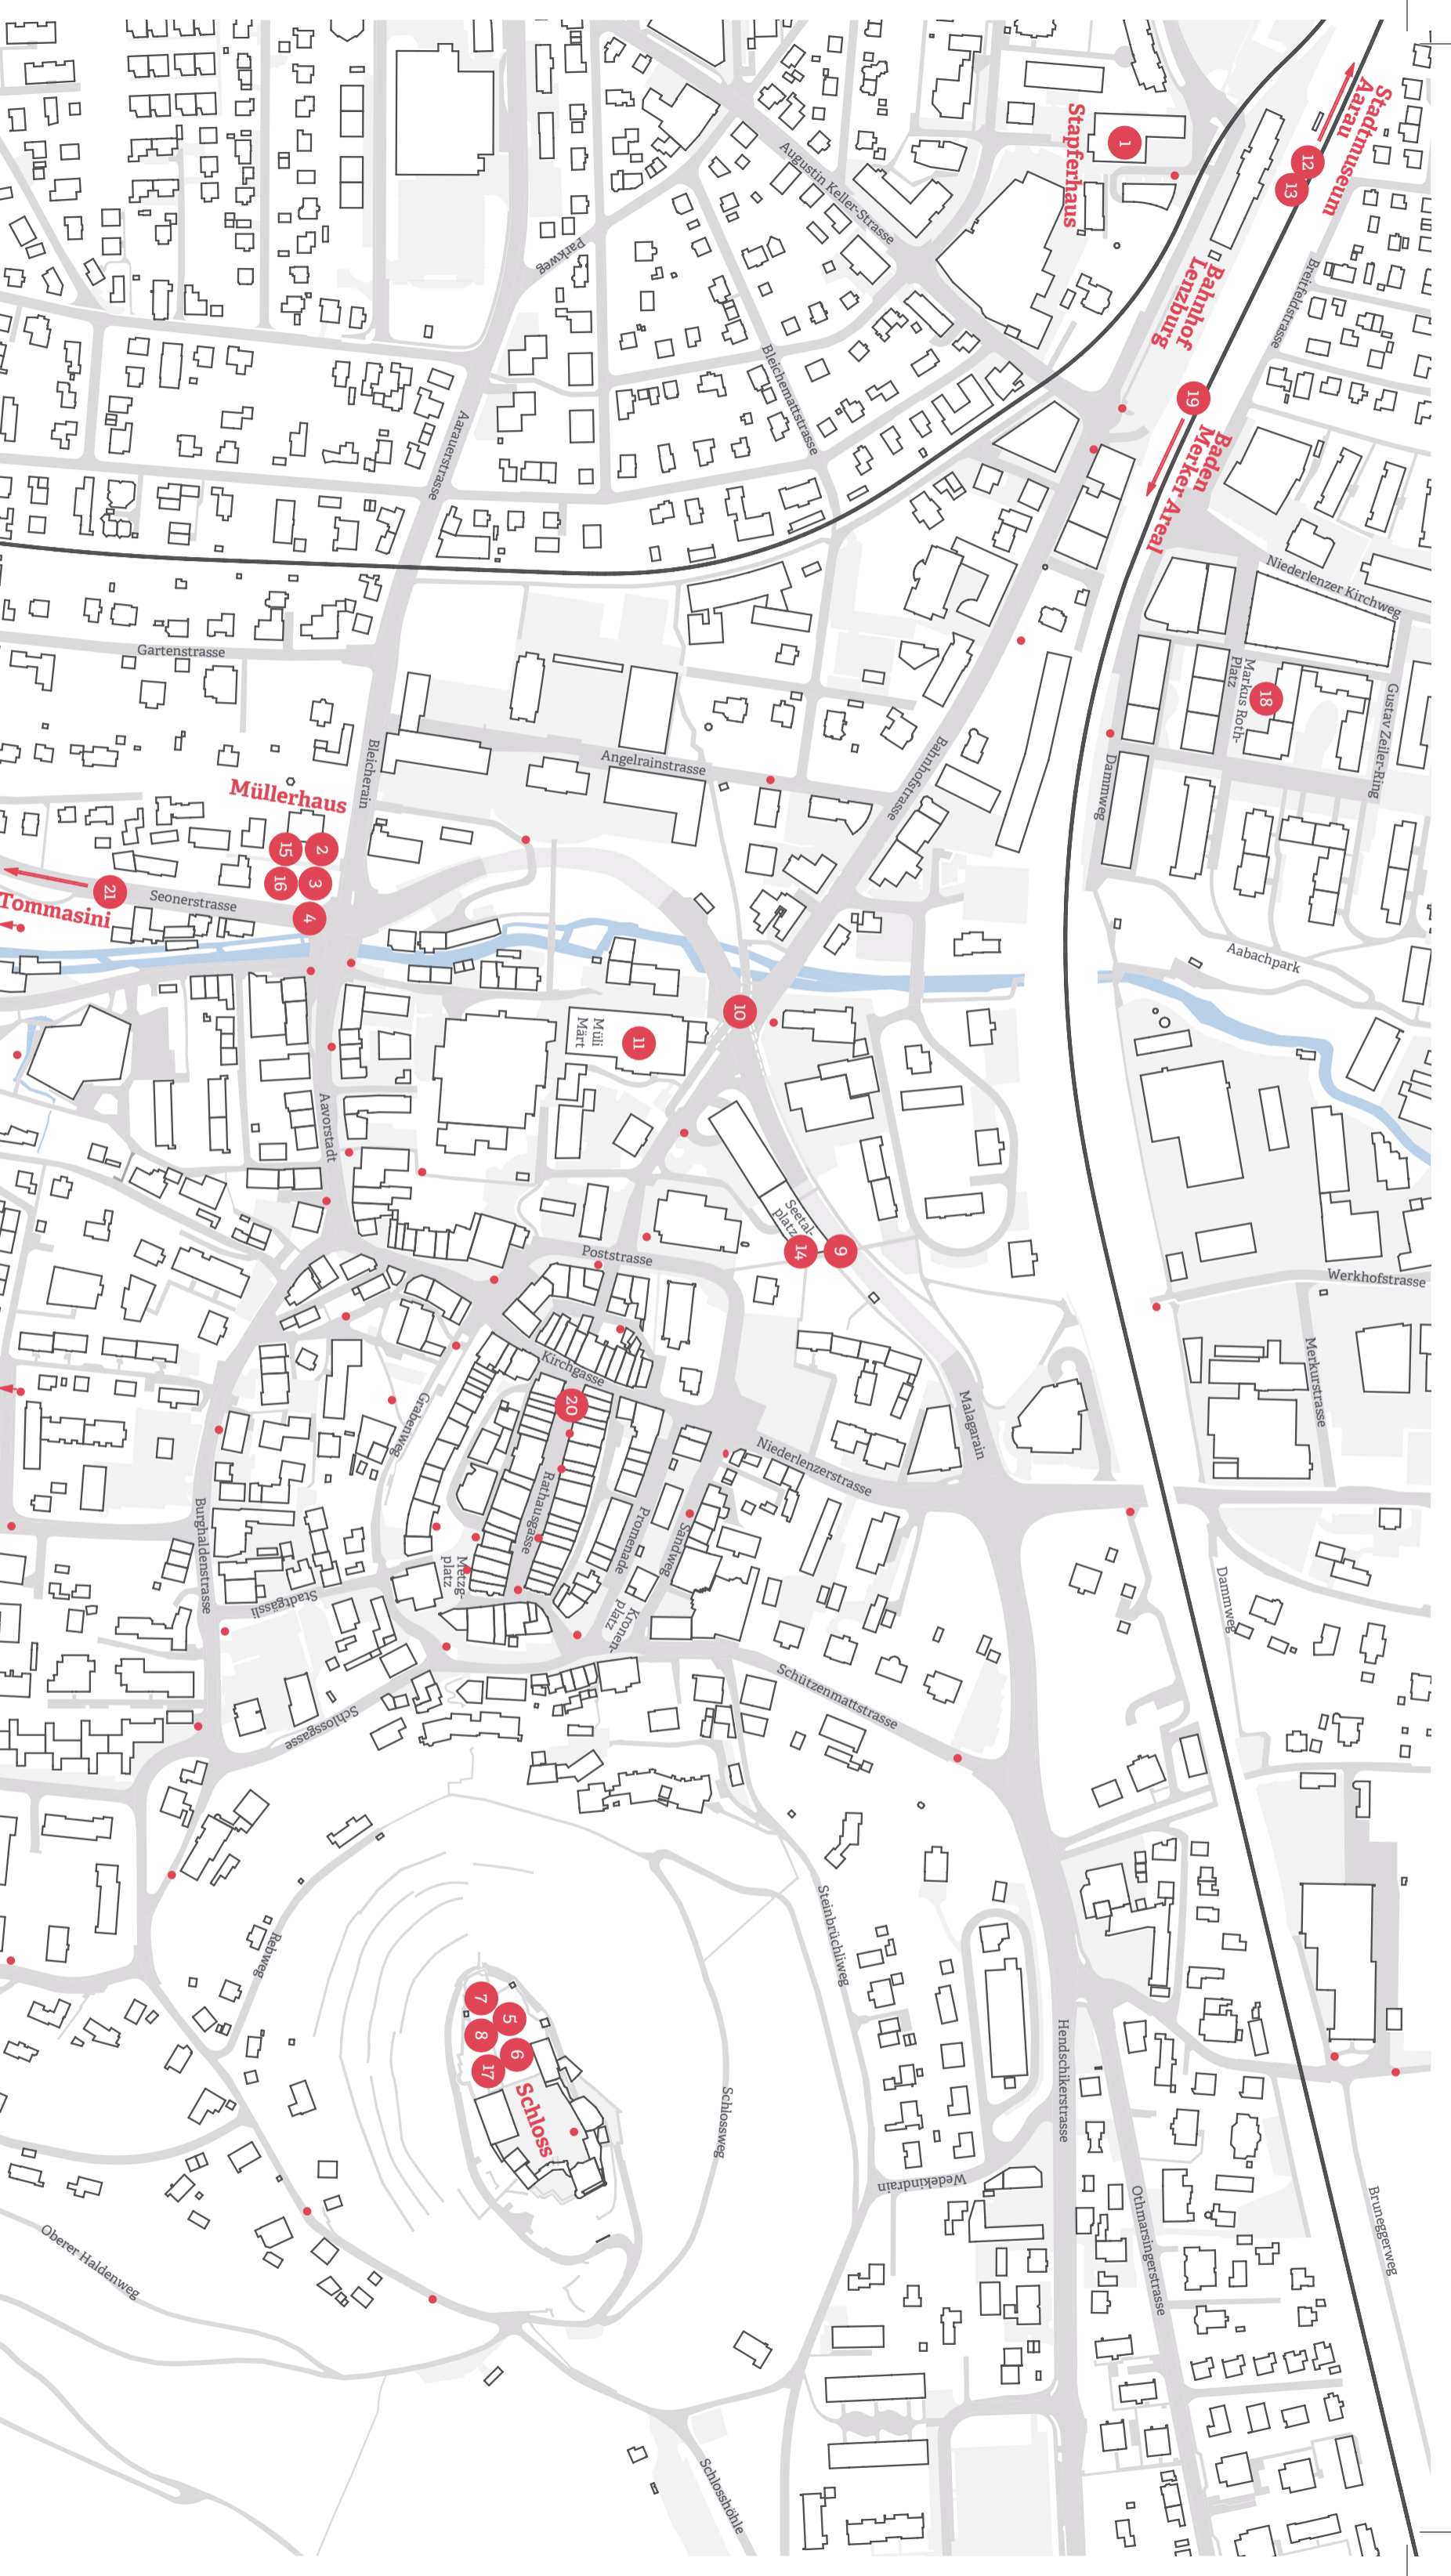 Stadtmuseum
Aarau
12
13
Stapferhaus
1
Augustin Keller-Strasse
Parkweg
Bahnhof
Lenzburg
Breitfeldstrasse
Bleichemattstrasse
Aarauerstrasse
19
Baden
Merker Areal
Niederlenzer Kirchweg
Gartenstrasse
Markus Roth-
Platz
18
Gustav Zeiler-Ring
Angelrainstrasse
Bahnhofstrasse
Dammweg
Bleicherain
Müllerhaus
15
2
16
3
4
21
Seonerstrasse
Tommasini
Aabachpark
10
11
Müli
Märt
Aavorstadt
Seetal-
platz
14
9
Poststrasse
Werkhofstrasse
Merkurstrasse
Kirchgasse
20
Grabenweg
Malagarain
Niederlenzerstrasse
Rathausgasse
Promenade
Sandweg
Burghaldenstrasse
Metzg-
platz
Stadtgässli
Kronen-
platz
Dammweg
Schützenmattstrasse
Schlossgasse
Steinbrüchliweg
Rebweg
7
5
8
6
17
Schloss
Hendschikerstrasse
Schlossweg
Wedekindrain
Othmarsingerstrasse
Bruneggerweg
Oberer Haldenweg
Schlosshöhle